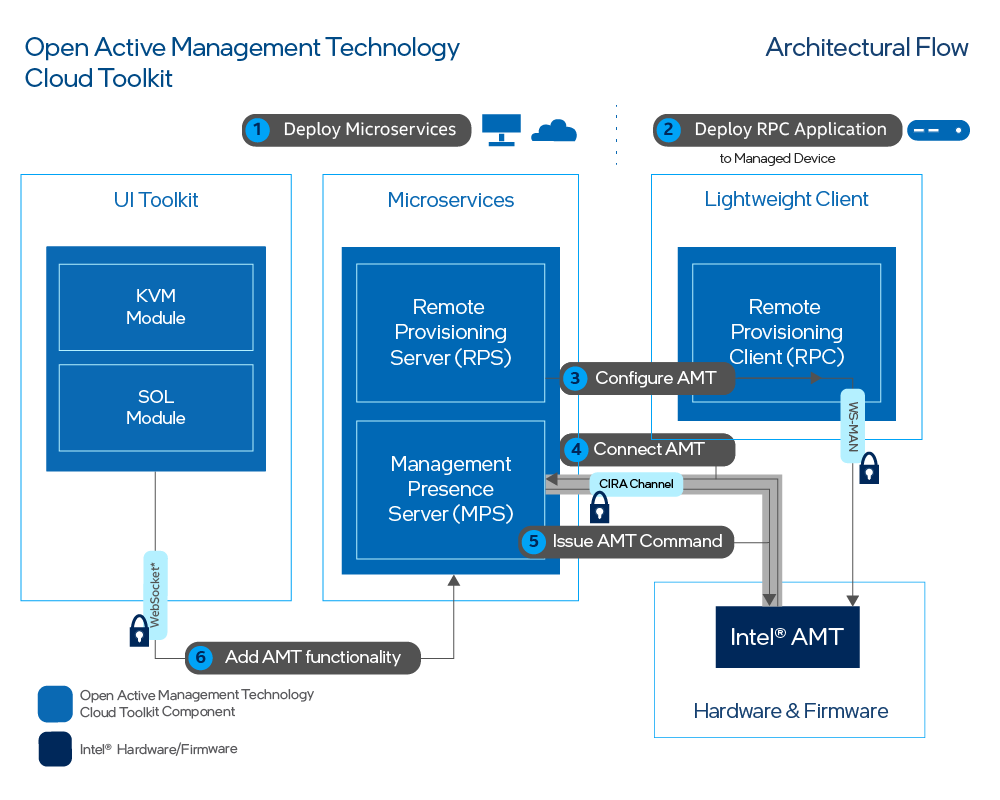 Open Active Management Technology
Cloud Toolkit
Architectural Flow
1 Deploy Microservices
2 Deploy RPC Application
to Managed Device
UI Toolkit
Microservices
Lightweight Client
KVM
Module
SOL
Module
Remote
Provisioning
Server (RPS)
Remote
Provisioning
Client (RPC)
3 Configure AMT
WS-MAN
4 Connect AMT
Management
Presence
Server (MPS)
CIRA Channel
5 Issue AMT Command
WebSocket*
6 Add AMT functionality
Intel® AMT
Hardware & Firmware
Open Active Management Technology
Cloud Toolkit Component
Intel® Hardware/Firmware